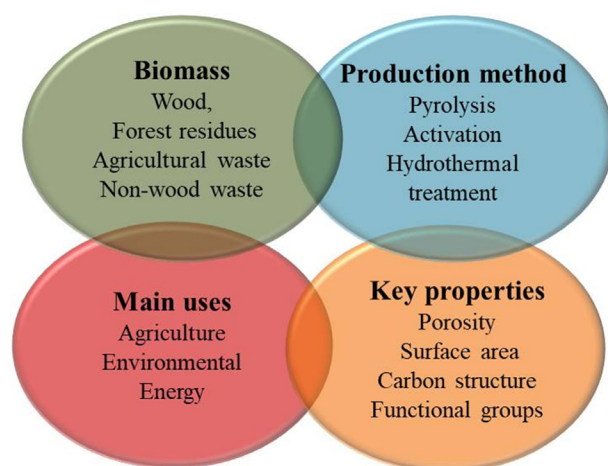 Biomass
Wood,
Forest residues
Agricultural waste
Non-wood waste
Production method
Pyrolysis
Activation
Hydrothermal
treatment
Main uses
Agriculture
Environmental
Energy
Key properties
Porosity
Surface area
Carbon structure
Functional groups